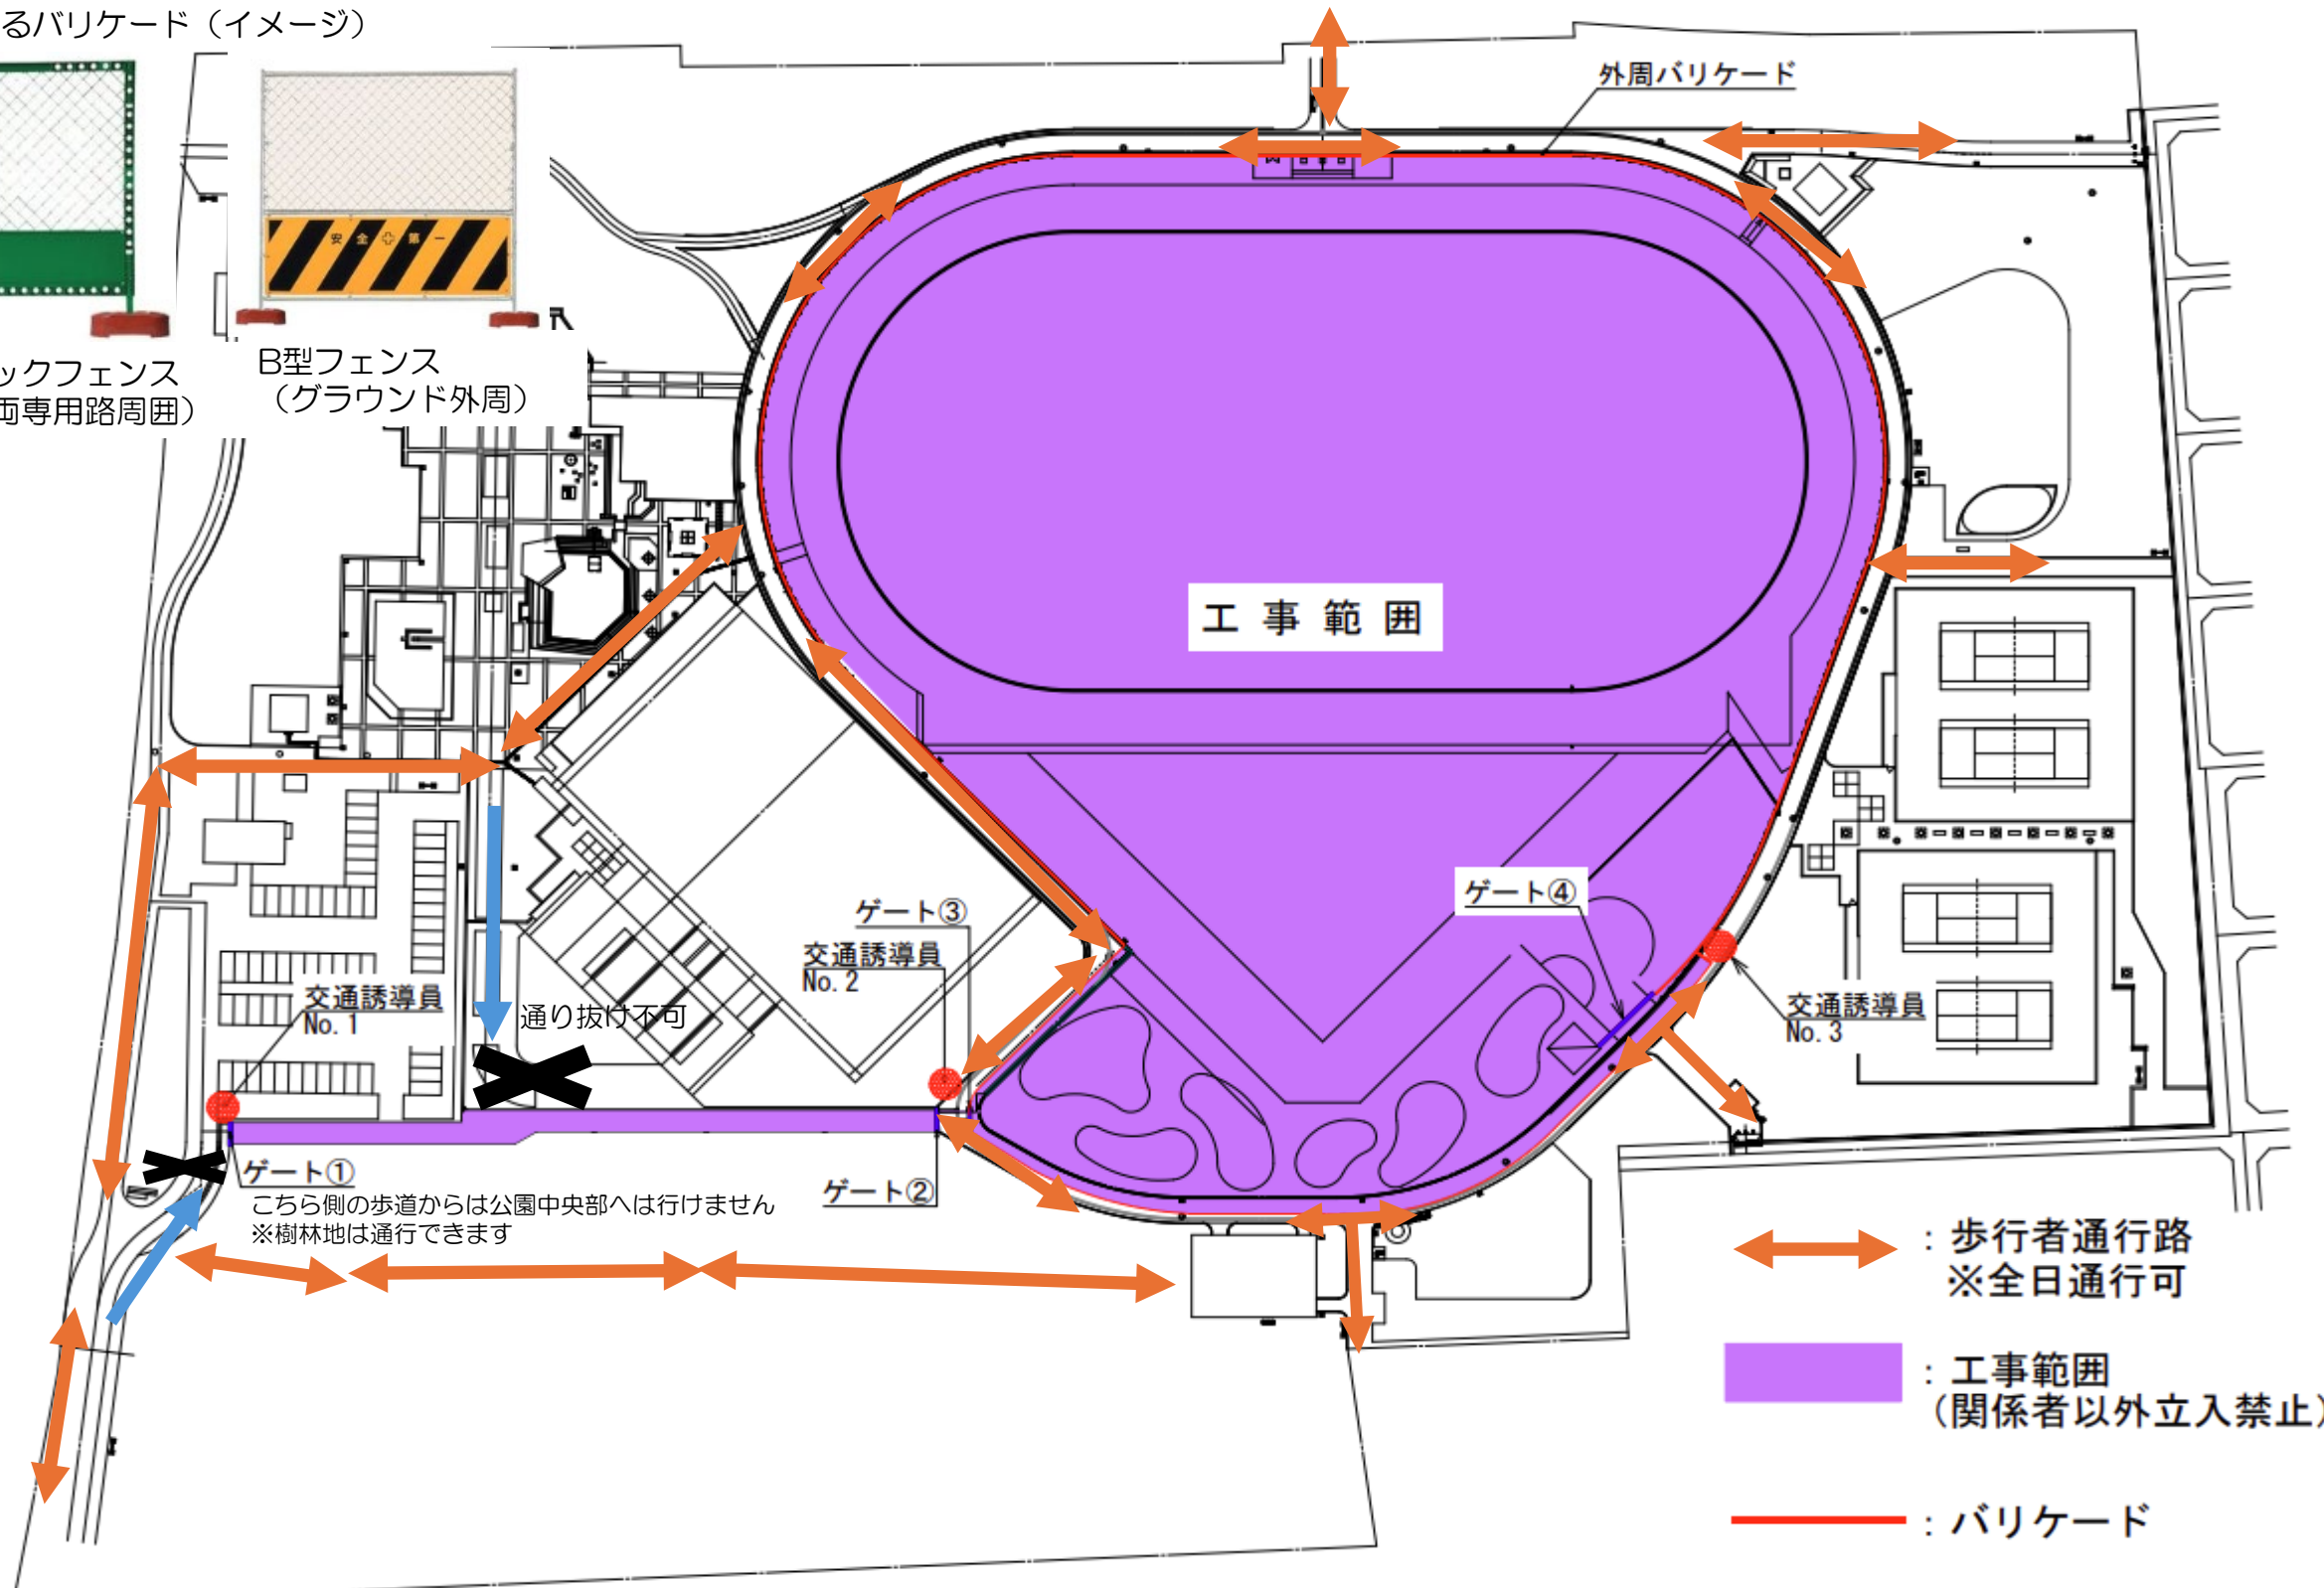 るバリケード（イメージ）
外周バリケード
安全✚第一
ックフェンス
両専用路周囲）
B型フェンス
（グラウンド外周）
工事範囲
ゲート③
交通誘導員
No.2
ゲート④
交通誘導員
No.1
通り抜け不可
交通誘導員
No.3
ゲート①
ゲート②
こちら側の歩道からは公園中央部へは行けません
※樹林地は通行できます
：歩行者通行路
※全日通行可
：工事範囲
（関係者以外立入禁止）
：バリケード